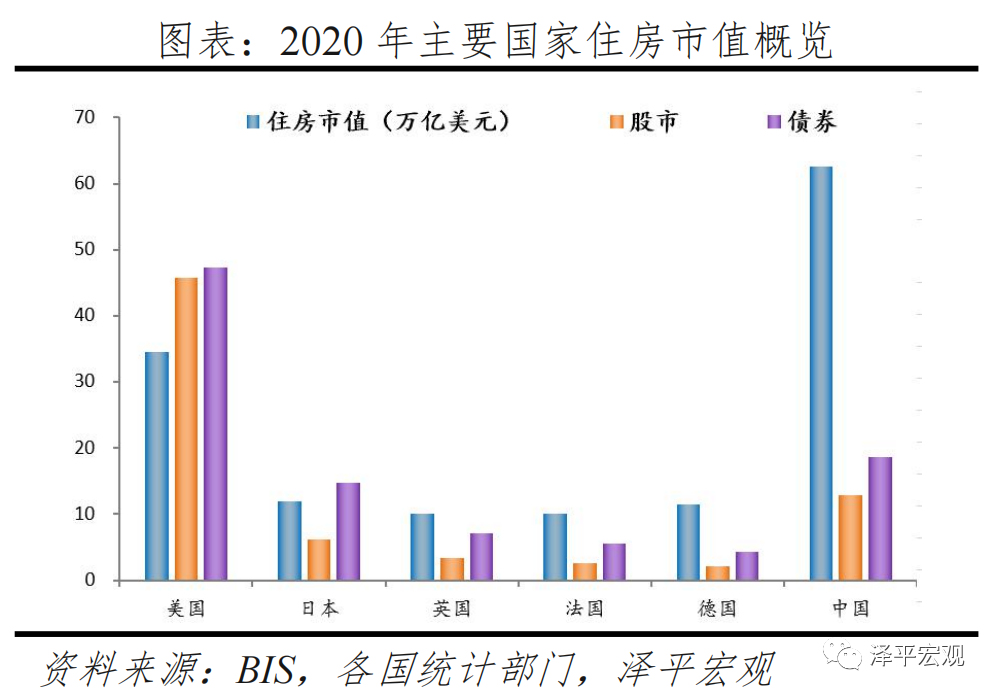 图表：2020 年主要国家住房市值概览
住房市值（万亿美元）
股市
债券
70
60
50
40
30
20
10
0
美国
日本
英国
法国
德国
中国
资料来源：BIS，各国统计部门，泽平宏观
泽平宏观